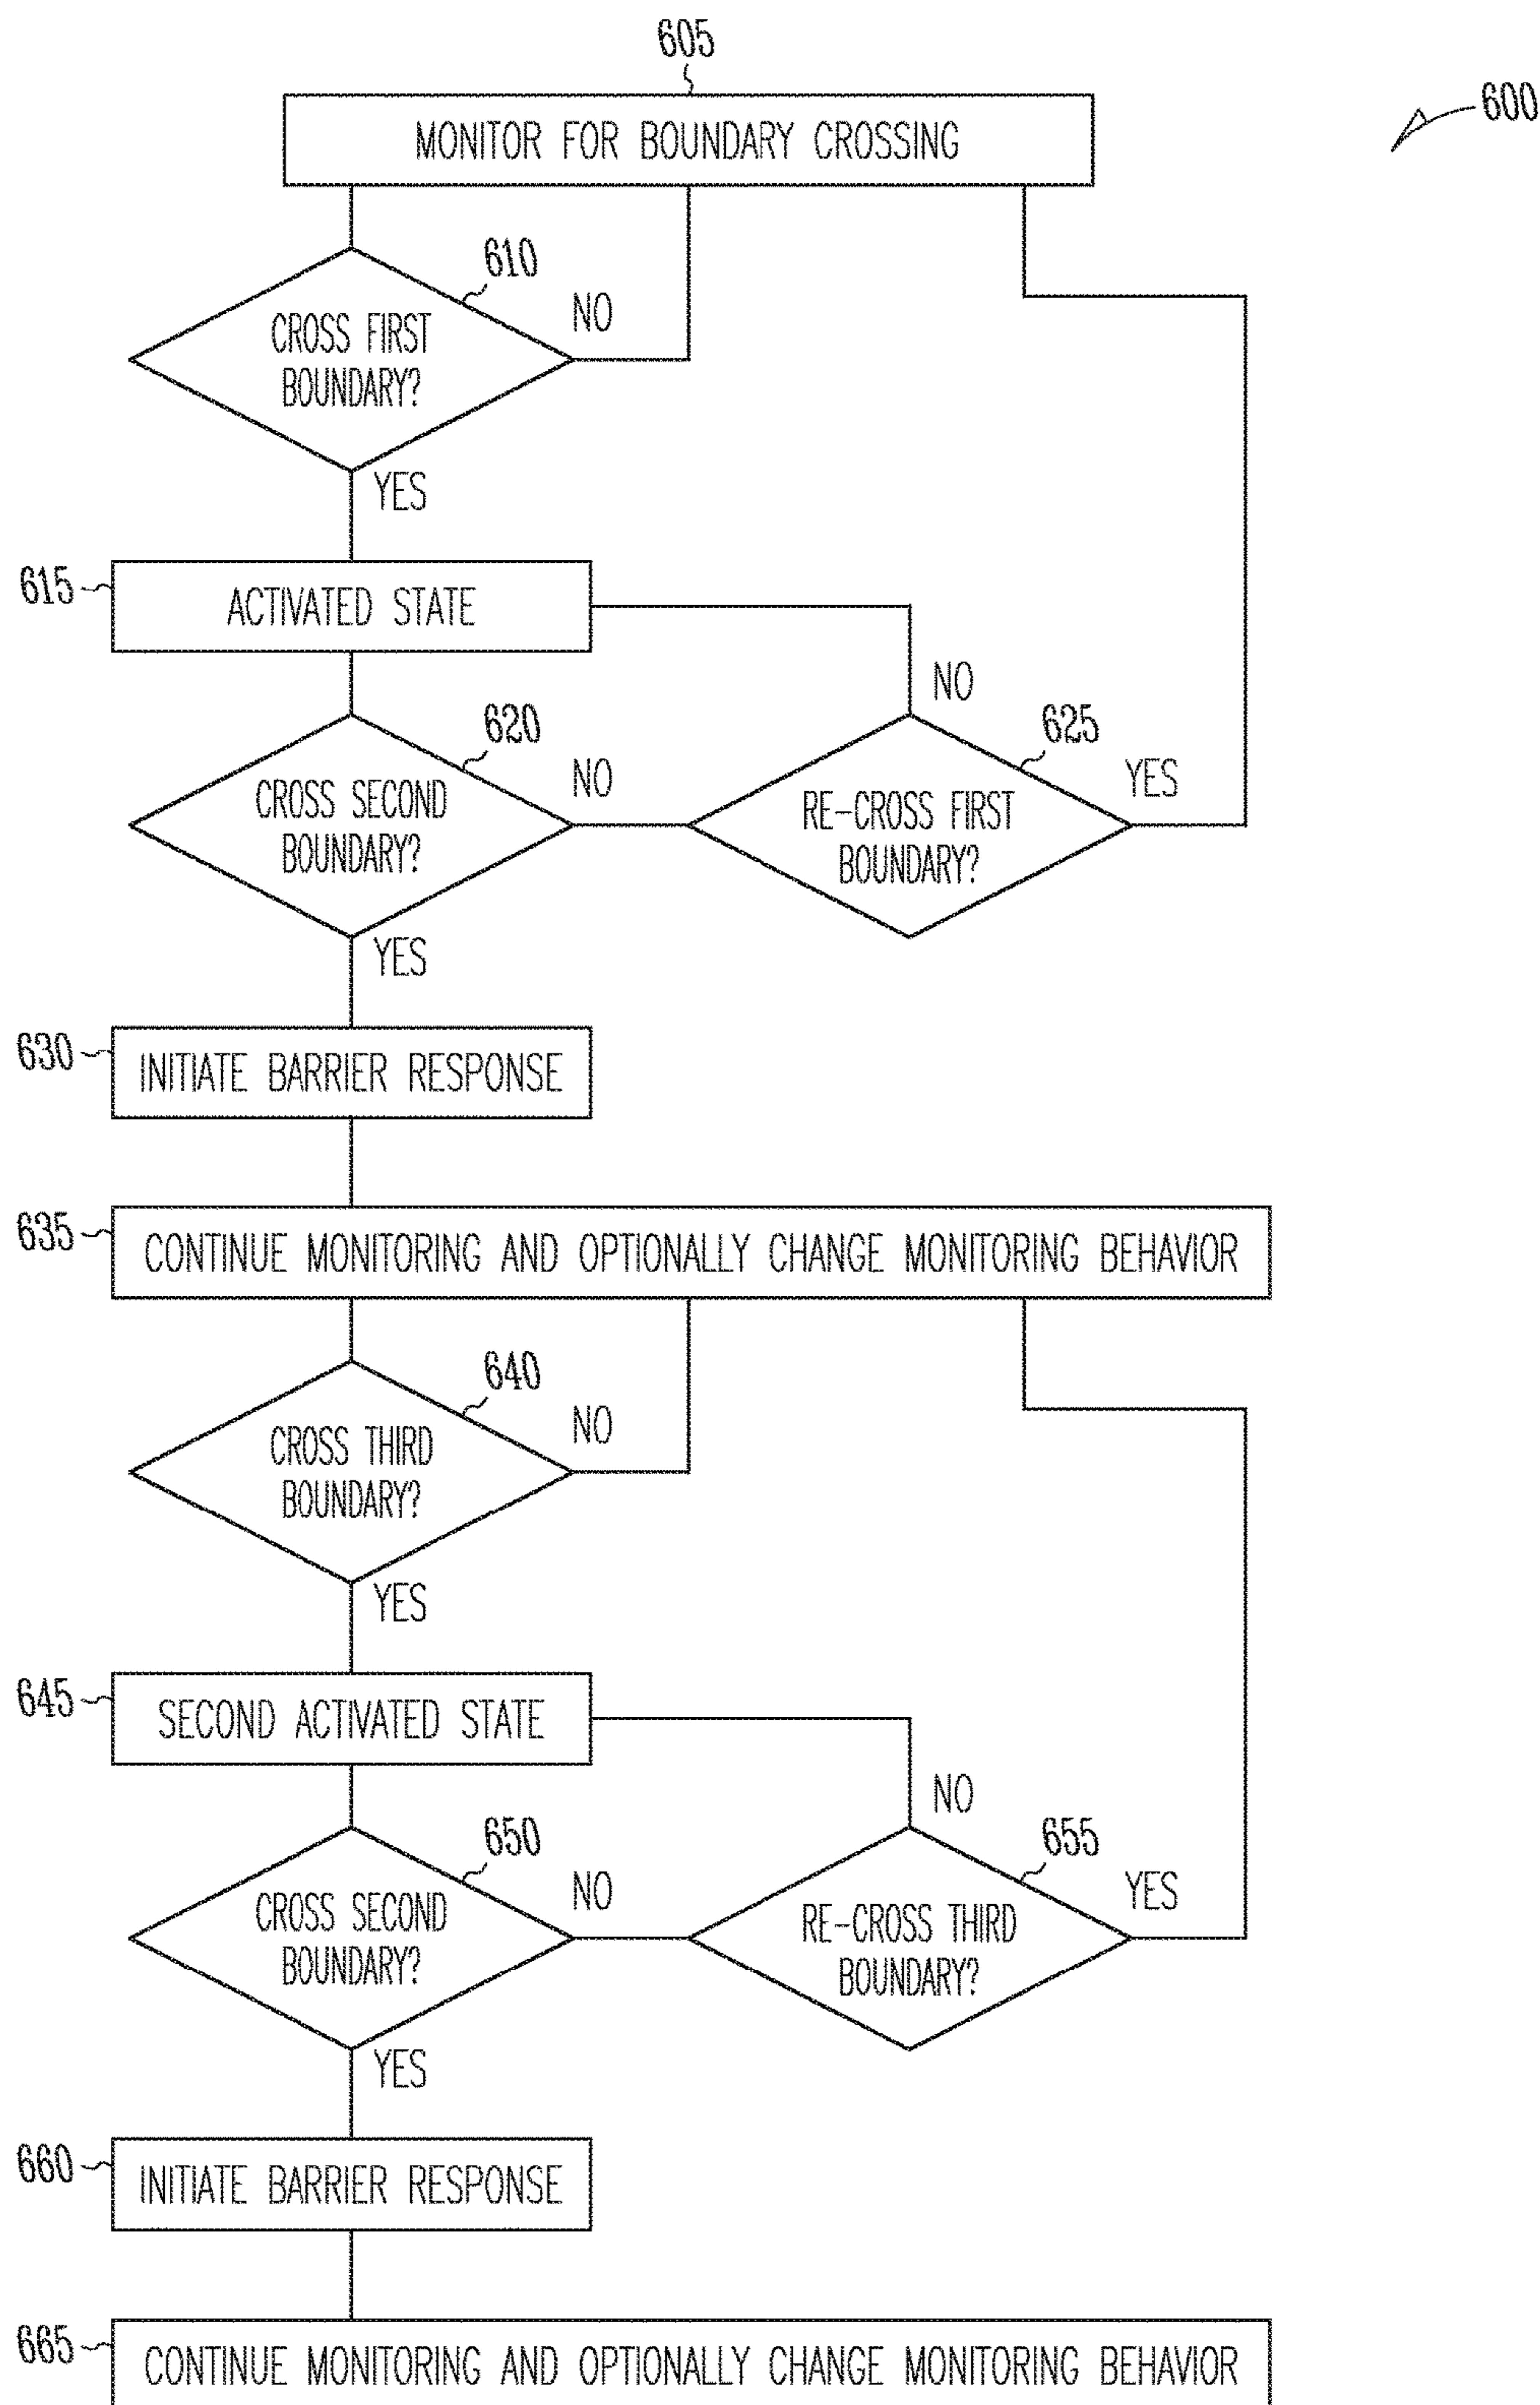 605
600
MONITOR FOR BOUNDARY CROSSING
610
NO
CROSS FIRST
BOUNDARY?
YES
615
ACTIVATED STATE
NO
620
625
NO
YES
CROSS SECOND
BOUNDARY?
RE-CROSS FIRST
BOUNDARY?
YES
630
INITIATE BARRIER RESPONSE
635
CONTINUE MONITORING AND OPTIONALLY CHANGE MONITORING BEHAVIOR
640
NO
CROSS THIRD
BOUNDARY?
YES
645
SECOND ACTIVATED STATE
NO
650
655
NO
YES
CROSS SECOND
BOUNDARY?
RE-CROSS THIRD
BOUNDARY?
YES
660
INITIATE BARRIER RESPONSE
665
CONTINUE MONITORING AND OPTIONALLY CHANGE MONITORING BEHAVIOR